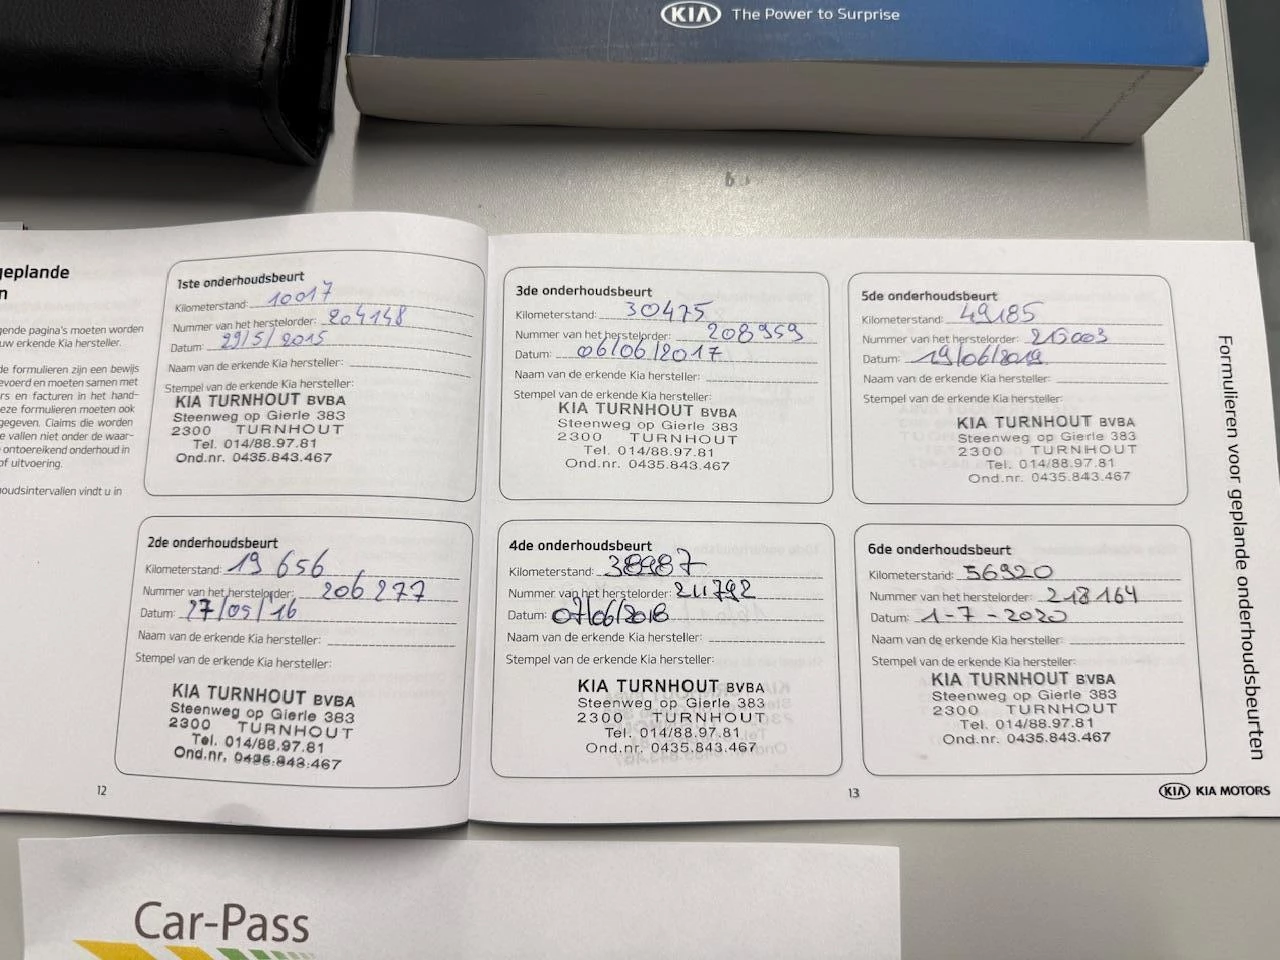 KIA The Power to Surprise
geplande
n
gende pagina's moeten worden
uw erkende Kia hersteller.
de formulieren zijn een bewijs
evoerd en moeten samen met
rs en facturen in het hand-
eze formulieren moeten ook
gegeven. Claims die worden
e vallen niet onder de waar-
ontoereikend onderhoud in
of uitvoering.
oudsintervallen vindt u in
1ste onderhoudsbeurt
Kilometerstand: 10017
Nummer van het herstelorder: 204148
Datum: 29/5/2015
Naam van de erkende Kia hersteller:
Stempel van de erkende Kia hersteller:
KIA TURNHOUT BVBA
Steenweg op Gierle 383
2300 TURNHOUT
Tel. 014/88.97.81
Ond.nr. 0435.843.467
2de onderhoudsbeurt
Kilometerstand: 19 656
Nummer van het herstelorder: 206277
Datum: 27/05/16
Naam van de erkende Kia hersteller:
Stempel van de erkende Kia hersteller:
KIA TURNHOUT BVBA
Steenweg op Gierle 383
2300 TURNHOUT
Tel. 014/88.97.81
Ond.nr. 0435.843.467
12
3de onderhoudsbeurt
Kilometerstand: 30475
Nummer van het herstelorder: 208959
Datum: 06/06/2017
Naam van de erkende Kia hersteller:
Stempel van de erkende Kia hersteller:
KIA TURNHOUT BVBA
Steenweg op Gierle 383
2300 TURNHOUT
Tel. 014/88.97.81
Ond.nr. 0435.843.467
4de onderhoudsbeurt
Kilometerstand: 38987
Nummer van het herstelorder: 211792
Datum: 07/06/2018
Naam van de erkende Kia hersteller:
Stempel van de erkende Kia hersteller:
KIA TURNHOUT BVBA
Steenweg op Gierle 383
2300 TURNHOUT
Tel. 014/88.97.81
Ond.nr. 0435.843.467
5de onderhoudsbeurt
Kilometerstand: 49185
Nummer van het herstelorder: 215003
Datum: 19/06/2019
Naam van de erkende Kia hersteller:
Stempel van de erkende Kia hersteller:
KIA TURNHOUT BVBA
Steenweg op Gierle 383
2300 TURNHOUT
Tel. 014/88.97.81
Ond.nr. 0435.843.467
6de onderhoudsbeurt
Kilometerstand: 56920
Nummer van het herstelorder: 218164
Datum: 1-7-2020
Naam van de erkende Kia hersteller:
Stempel van de erkende Kia hersteller:
KIA TURNHOUT BVBA
Steenweg op Gierle 383
2300 TURNHOUT
Tel. 014/88.97.81
Ond.nr. 0435.843.467
13
Formulieren voor geplande onderhoudsbeurten
KIA KIA MOTORS
Car-Pass